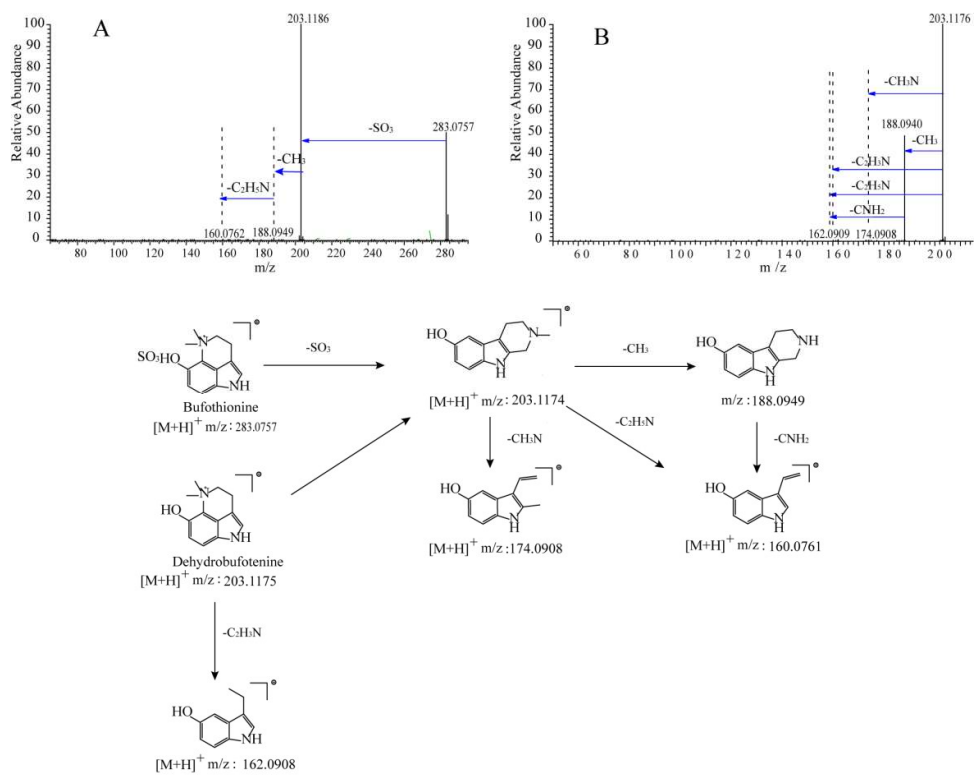 A
Relative Abundance
100
90
80
70
60
50
40
30
20
10
0
203.1186
283.0757
-SO₃
-CH₃
-C₂H₅N
160.0762
188.0949
80 100 120 140 160 180 200 220 240 260 280
m/z
B
Relative Abundance
100
90
80
70
60
50
40
30
20
10
0
203.1176
-CH₃N
188.0940
-CH₃
-C₂H₃N
-C₂H₅N
-CNH₂
162.0909
174.0908
60 80 100 120 140 160 180 200
m /z
SO₃HO
N⁺
NH
Bufothionine
[M+H]⁺ m/z : 283.0757
-SO₃
HO
N
N
H
[M+H]⁺ m/z : 203.1174
-CH₃
HO
NH
N
H
m/z : 188.0949
-CH₃N
-C₂H₅N
-CNH₂
HO
N⁺
NH
Dehydrobufotenine
[M+H]⁺ m/z : 203.1175
HO
N
H
[M+H]⁺ m/z :174.0908
HO
N
H
[M+H]⁺ m/z : 160.0761
-C₂H₃N
HO
NH
[M+H]⁺ m/z : 162.0908